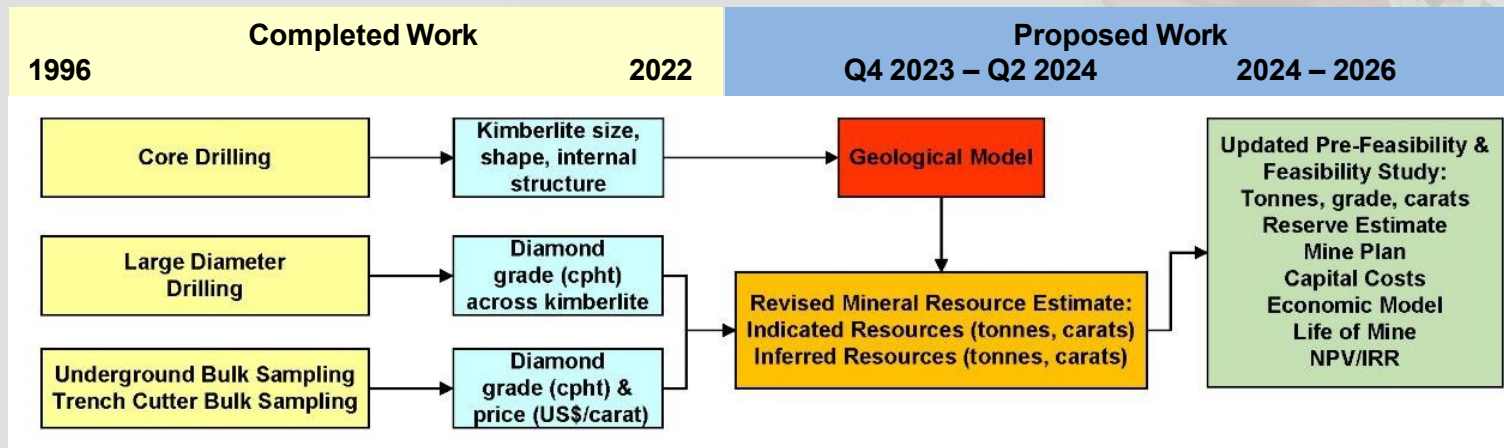 Completed Work
Proposed Work
1996
2022
Q4 2023 – Q2 2024
2024 – 2026
Core Drilling
Kimberlite size,
shape, internal
structure
Geological Model
Large Diameter
Drilling
Diamond
grade (cpht)
across kimberlite
Underground Bulk Sampling
Trench Cutter Bulk Sampling
Diamond
grade (cpht) &
price (US$/carat)
Revised Mineral Resource Estimate:
Indicated Resources (tonnes, carats)
Inferred Resources (tonnes, carats)
Updated Pre-Feasibility &
Feasibility Study:
Tonnes, grade, carats
Reserve Estimate
Mine Plan
Capital Costs
Economic Model
Life of Mine
NPV/IRR